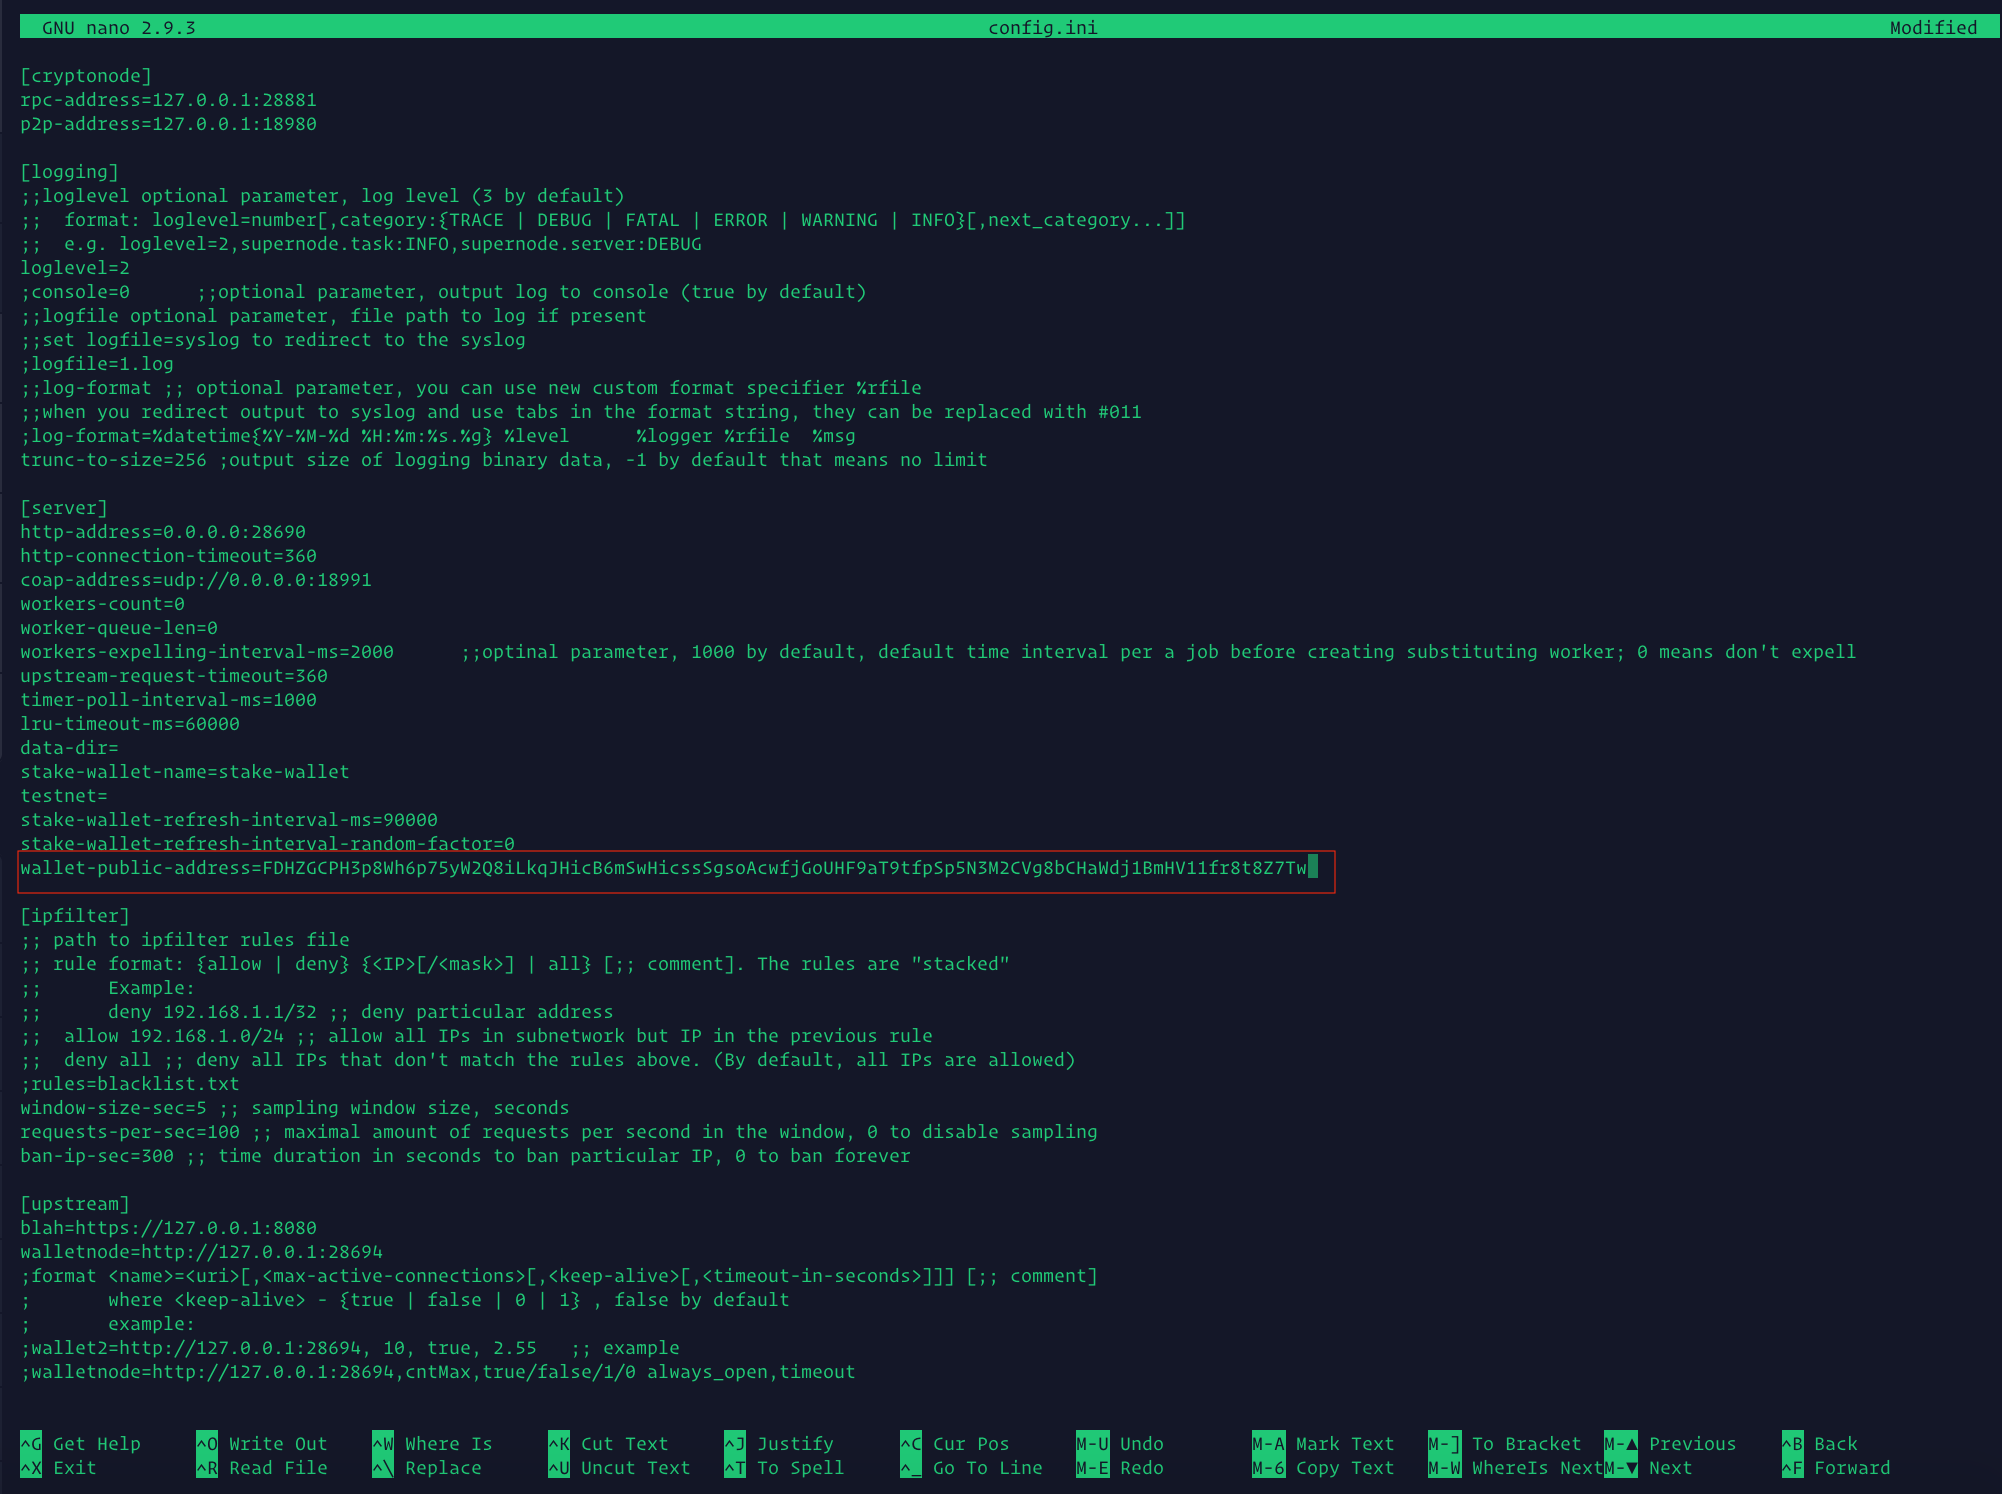 GNU nano 2.9.3 config.ini Modified
[cryptonode]
rpc-address=127.0.0.1:28881
p2p-address=127.0.0.1:18980
[logging]
;;loglevel optional parameter, log level (3 by default)
;;  format: loglevel=number[,category:{TRACE | DEBUG | FATAL | ERROR | WARNING | INFO}[,next_category...]]
;;  e.g. loglevel=2,supernode.task:INFO,supernode.server:DEBUG
loglevel=2
;console=0      ;;optional parameter, output log to console (true by default)
;;logfile optional parameter, file path to log if present
;;set logfile=syslog to redirect to the syslog
;logfile=1.log
;;log-format ;; optional parameter, you can use new custom format specifier %rfile
;;when you redirect output to syslog and use tabs in the format string, they can be replaced with #011
;log-format=%datetime{%Y-%M-%d %H:%m:%s.%g} %level      %logger %rfile  %msg
trunc-to-size=256 ;output size of logging binary data, -1 by default that means no limit
[server]
http-address=0.0.0.0:28690
http-connection-timeout=360
coap-address=udp://0.0.0.0:18991
workers-count=0
worker-queue-len=0
workers-expelling-interval-ms=2000      ;;optinal parameter, 1000 by default, default time interval per a job before creating substituting worker; 0 means don't expell
upstream-request-timeout=360
timer-poll-interval-ms=1000
lru-timeout-ms=60000
data-dir=
stake-wallet-name=stake-wallet
testnet=
stake-wallet-refresh-interval-ms=90000
stake-wallet-refresh-interval-random-factor=0
wallet-public-address=FDHZGCPH3p8Wh6p75yW2Q8iLkqJHicB6mSwHicssSgsoAcwfjGoUHF9aT9tfpSp5N3M2CVg8bCHaWdj1BmHV11fr8t8Z7Tw
[ipfilter]
;; path to ipfilter rules file
;; rule format: {allow | deny} {<IP>[/<mask>] | all} [;; comment]. The rules are "stacked"
;;      Example:
;;      deny 192.168.1.1/32 ;; deny particular address
;;  allow 192.168.1.0/24 ;; allow all IPs in subnetwork but IP in the previous rule
;;  deny all ;; deny all IPs that don't match the rules above. (By default, all IPs are allowed)
;rules=blacklist.txt
window-size-sec=5 ;; sampling window size, seconds
requests-per-sec=100 ;; maximal amount of requests per second in the window, 0 to disable sampling
ban-ip-sec=300 ;; time duration in seconds to ban particular IP, 0 to ban forever
[upstream]
blah=https://127.0.0.1:8080
walletnode=http://127.0.0.1:28694
;format <name>=<uri>[,<max-active-connections>[,<keep-alive>[,<timeout-in-seconds>]]] [;; comment]
;       where <keep-alive> - {true | false | 0 | 1} , false by default
;       example:
;wallet2=http://127.0.0.1:28694, 10, true, 2.55   ;; example
;walletnode=http://127.0.0.1:28694,cntMax,true/false/1/0 always_open,timeout
^G Get Help ^O Write Out ^W Where Is ^K Cut Text ^J Justify ^C Cur Pos M-U Undo M-A Mark Text M-] To Bracket M-▲ Previous ^B Back
^X Exit ^R Read File ^\ Replace ^U Uncut Text ^T To Spell ^_ Go To Line M-E Redo M-6 Copy Text M-W WhereIs Next M-▼ Next ^F Forward